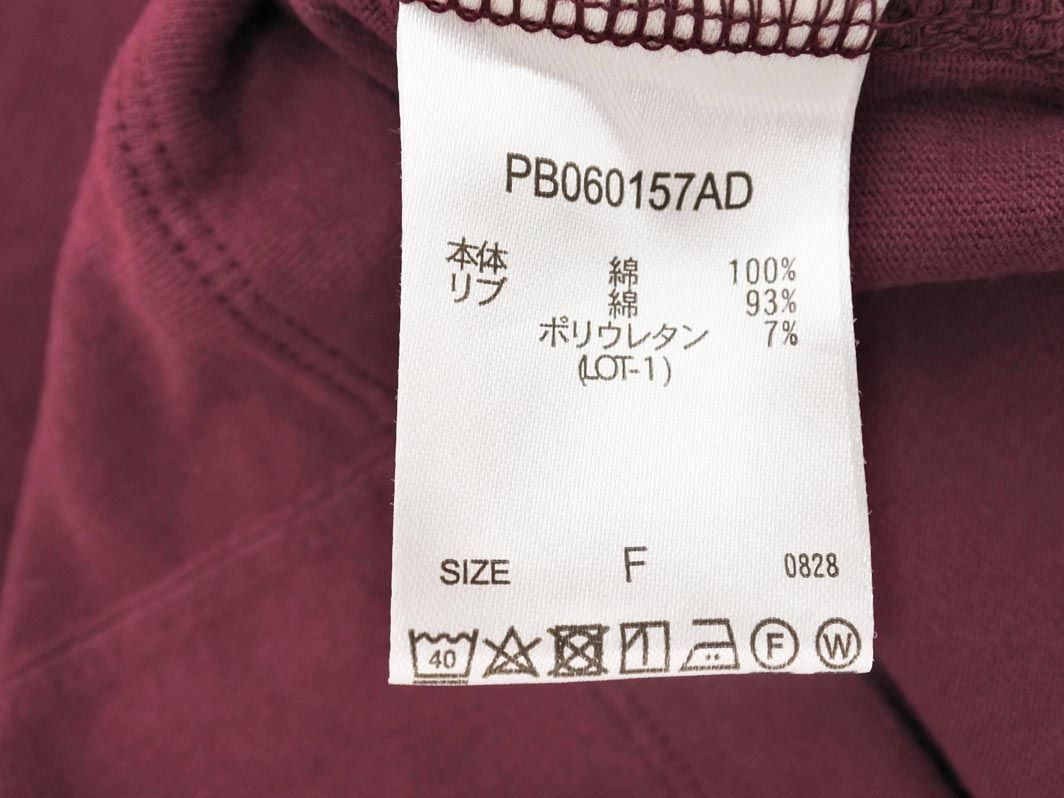 PB060157AD
本体 綿 100%
リブ 綿 93%
ポリウレタン 7%
(LOT-1)
SIZE F 0828
40 F W